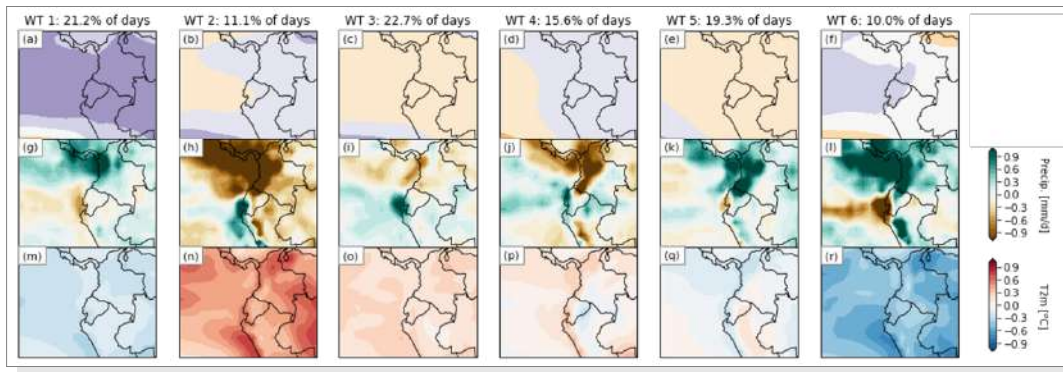 WT 1: 21.2% of days WT 2: 11.1% of days WT 3: 22.7% of days WT 4: 15.6% of days WT 5: 19.3% of days WT 6: 10.0% of days
(a) (b) (c) (d) (e) (f)
(g) (h) (i) (j) (k) (l)
0.9
0.6
0.3
0.0
−0.3
−0.6
−0.9
Precip. [mm/d]
(m) (n) (o) (p) (q) (r)
0.9
0.6
0.3
0.0
−0.3
−0.6
−0.9
T2m [°C]